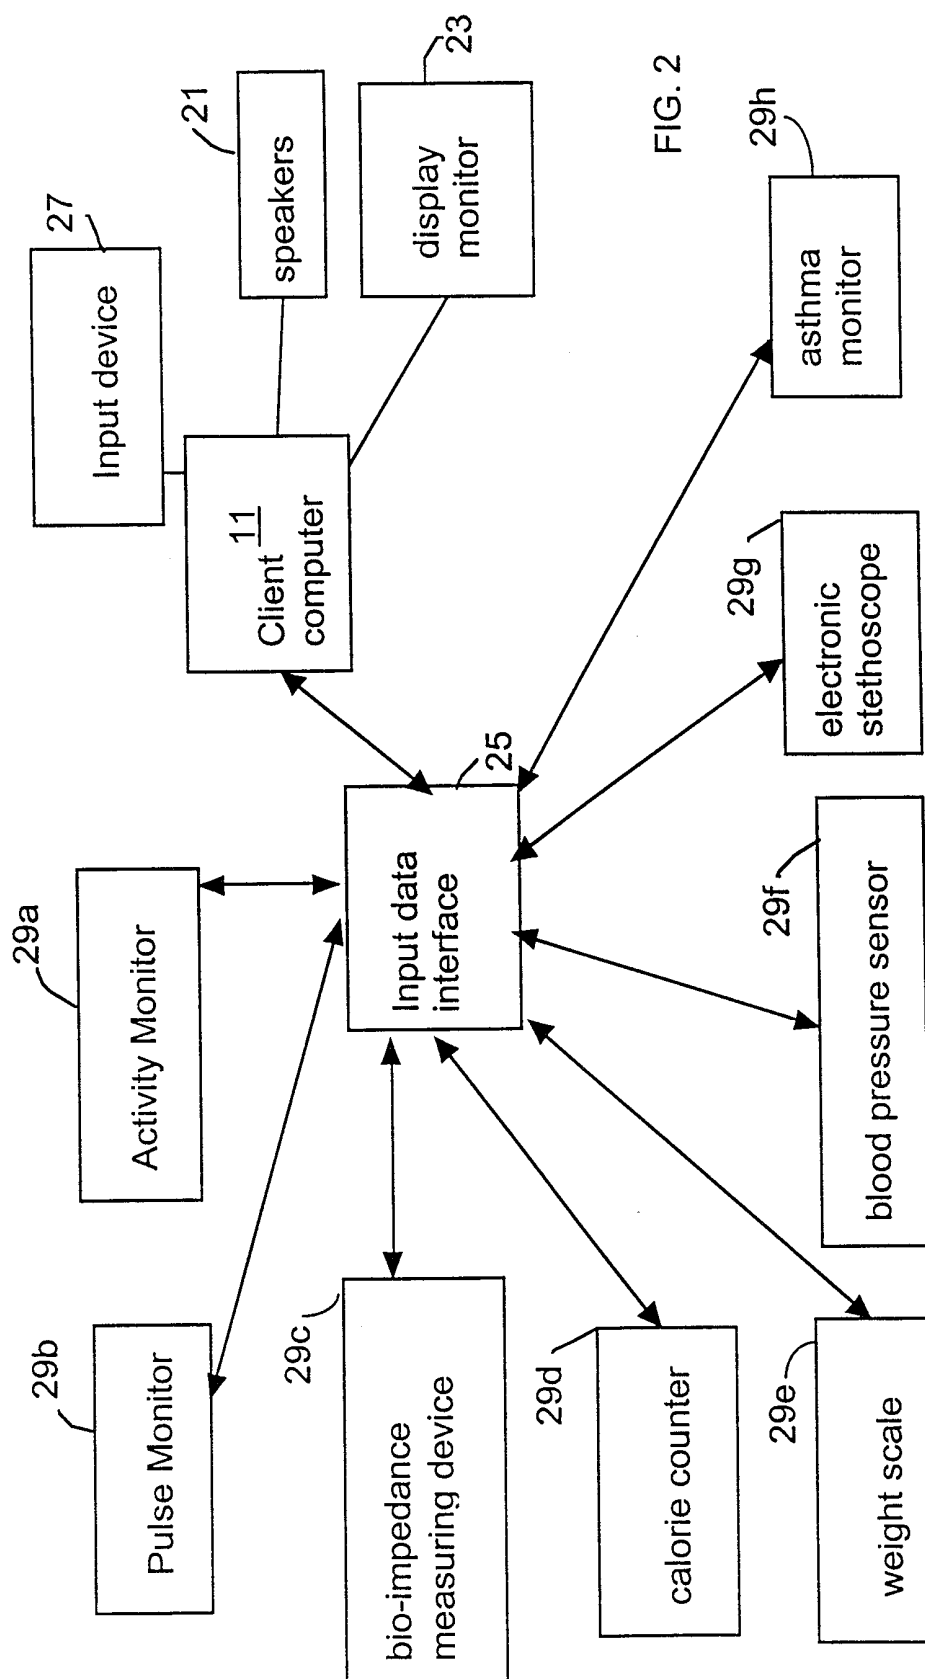 29b
Pulse Monitor
29a
Activity Monitor
27
Input device
21
speakers
23
display
monitor
11
Client
computer
25
Input data
interface
29c
bio-impedance
measuring device
29d
calorie counter
29e
weight scale
29f
blood pressure sensor
29g
electronic
stethoscope
29h
asthma
monitor
FIG. 2